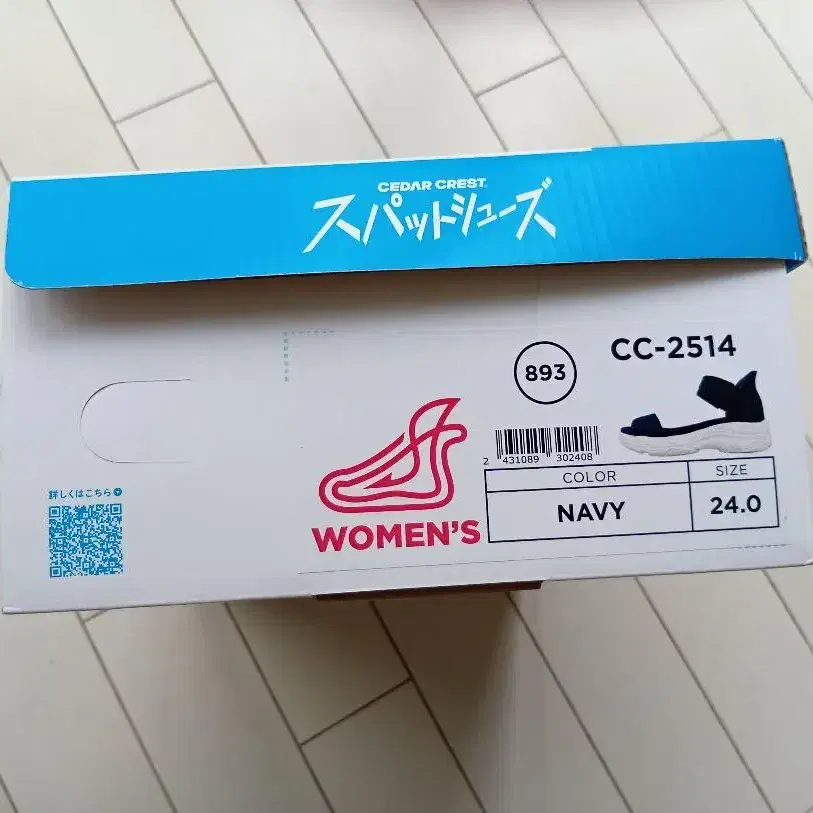 CEDAR CREST.
スパットシューズ
893
CC-2514
2 431089 302408
COLOR
SIZE
NAVY
24.0
WOMEN'S
詳しくはこちら